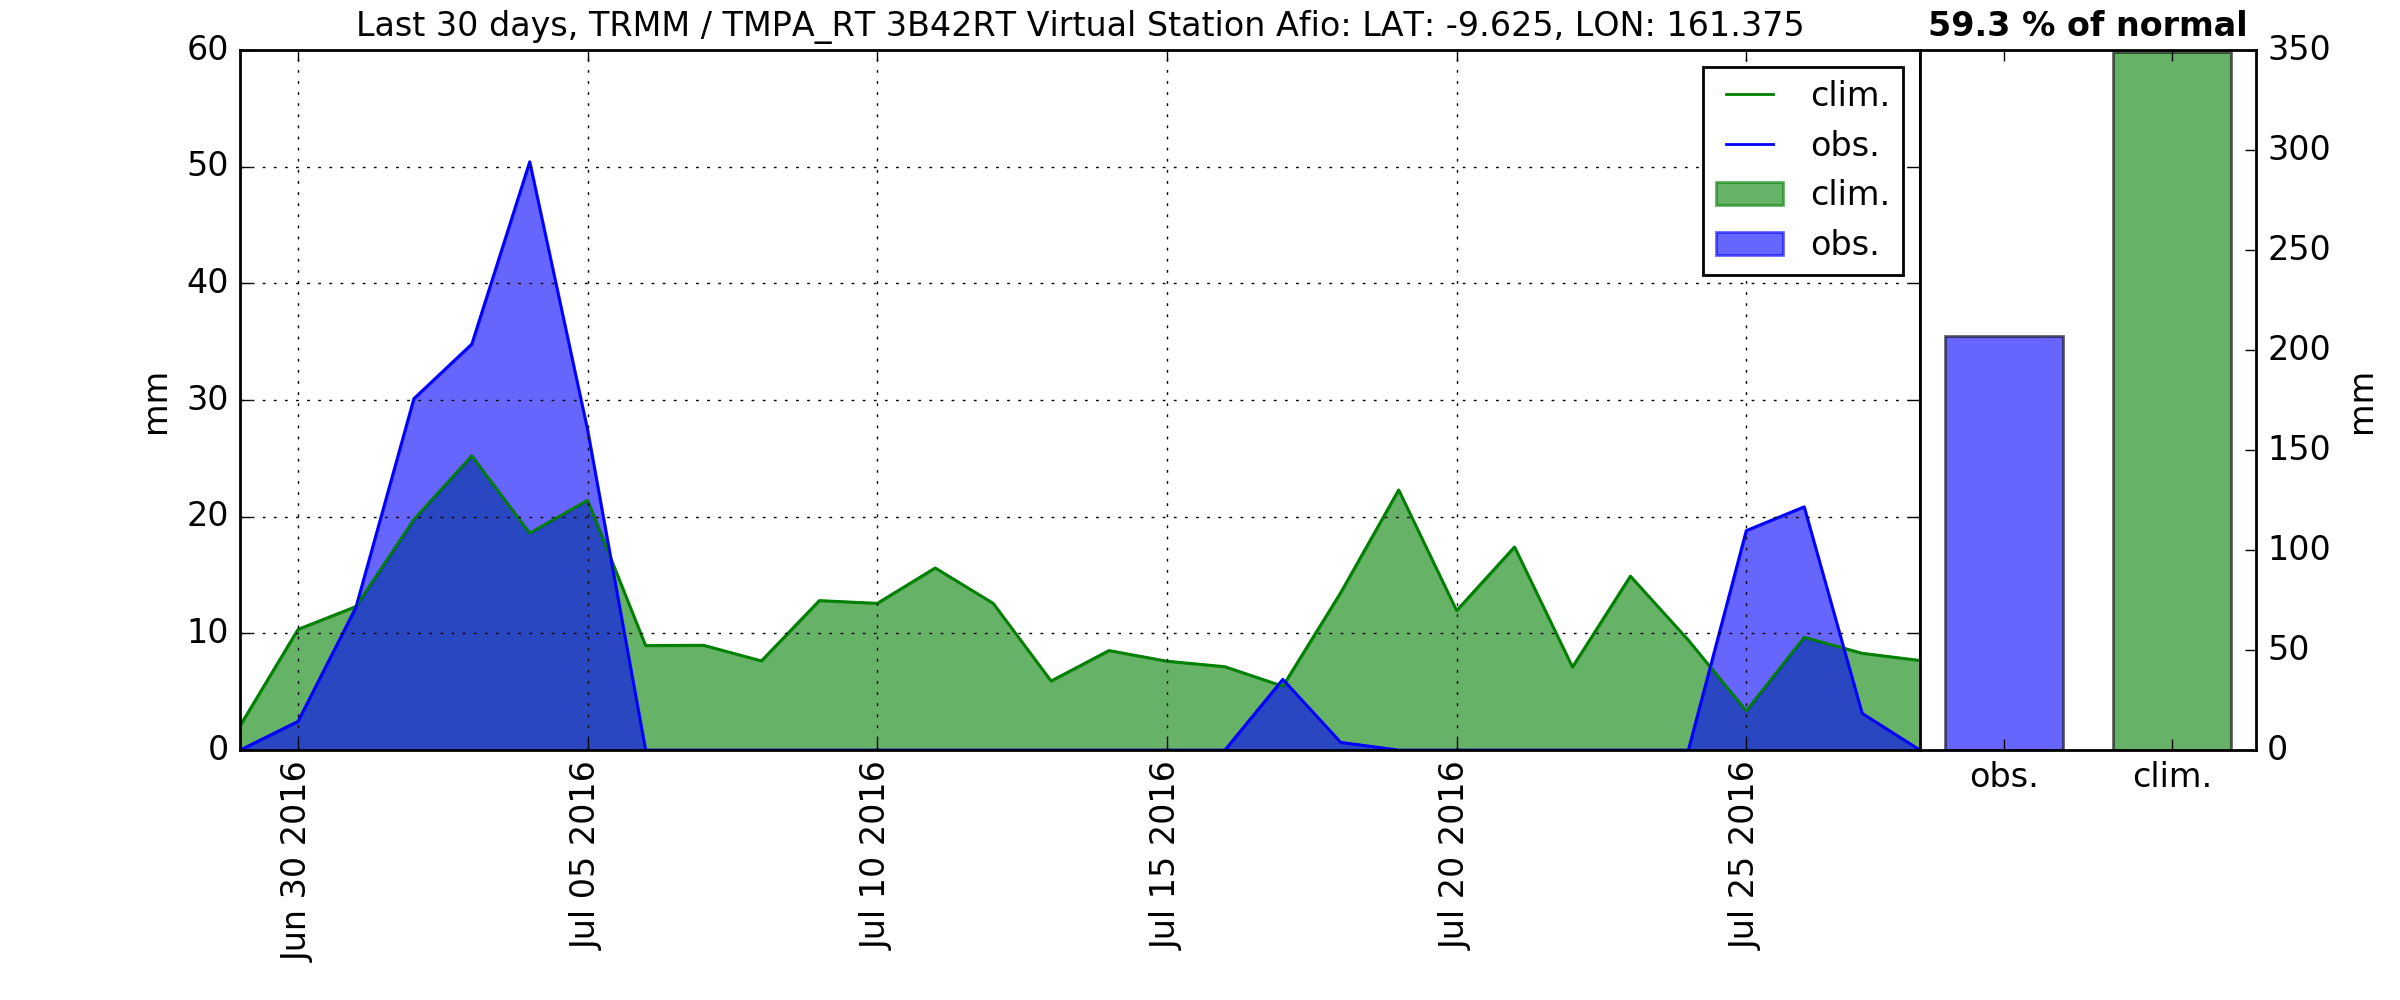 Last 30 days, TRMM / TMPA_RT 3B42RT Virtual Station Afio: LAT: -9.625, LON: 161.375
59.3 % of normal
60
50
40
30
20
10
0
mm
clim.
obs.
clim.
obs.
Jun 30 2016
Jul 05 2016
Jul 10 2016
Jul 15 2016
Jul 20 2016
Jul 25 2016
350
300
250
200
150
100
50
0
mm
obs.
clim.